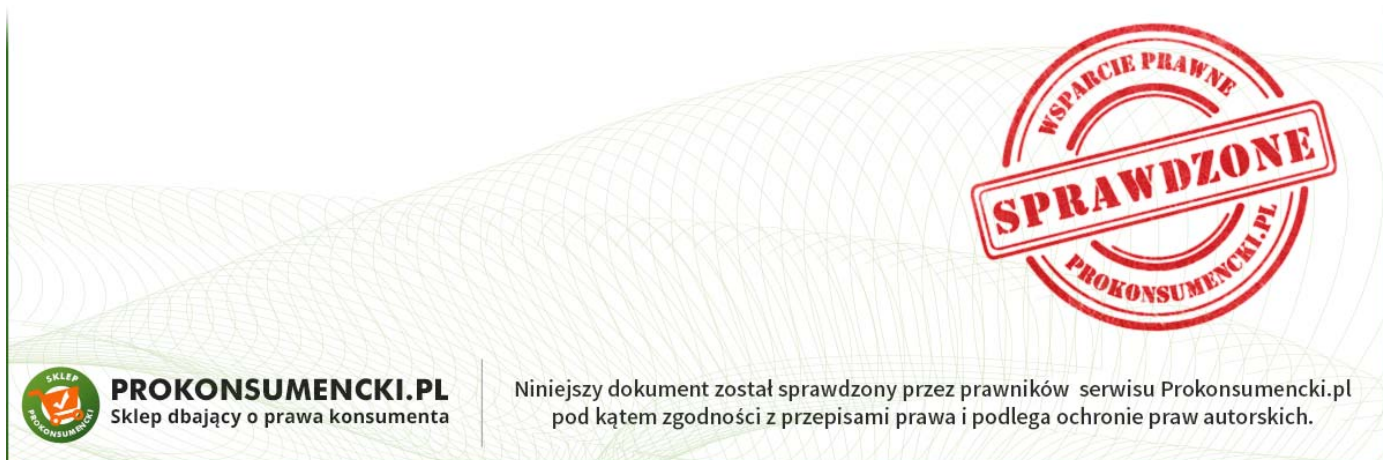 WSPARCIE PRAWNE
SPRAWDZONE
PROKONSUMENCKI.PL
SKLEP
PROKONSUMENCKI
PROKONSUMENCKI.PL
Sklep dbający o prawa konsumenta
Niniejszy dokument został sprawdzony przez prawników serwisu Prokonsumencki.pl
pod kątem zgodności z przepisami prawa i podlega ochronie praw autorskich.